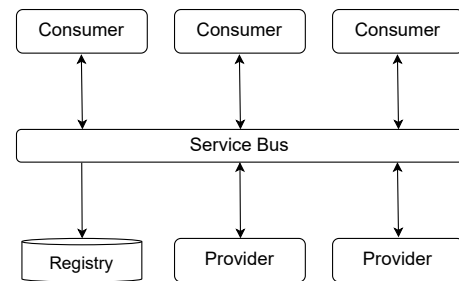 Consumer
Consumer
Consumer
Service Bus
Registry
Provider
Provider